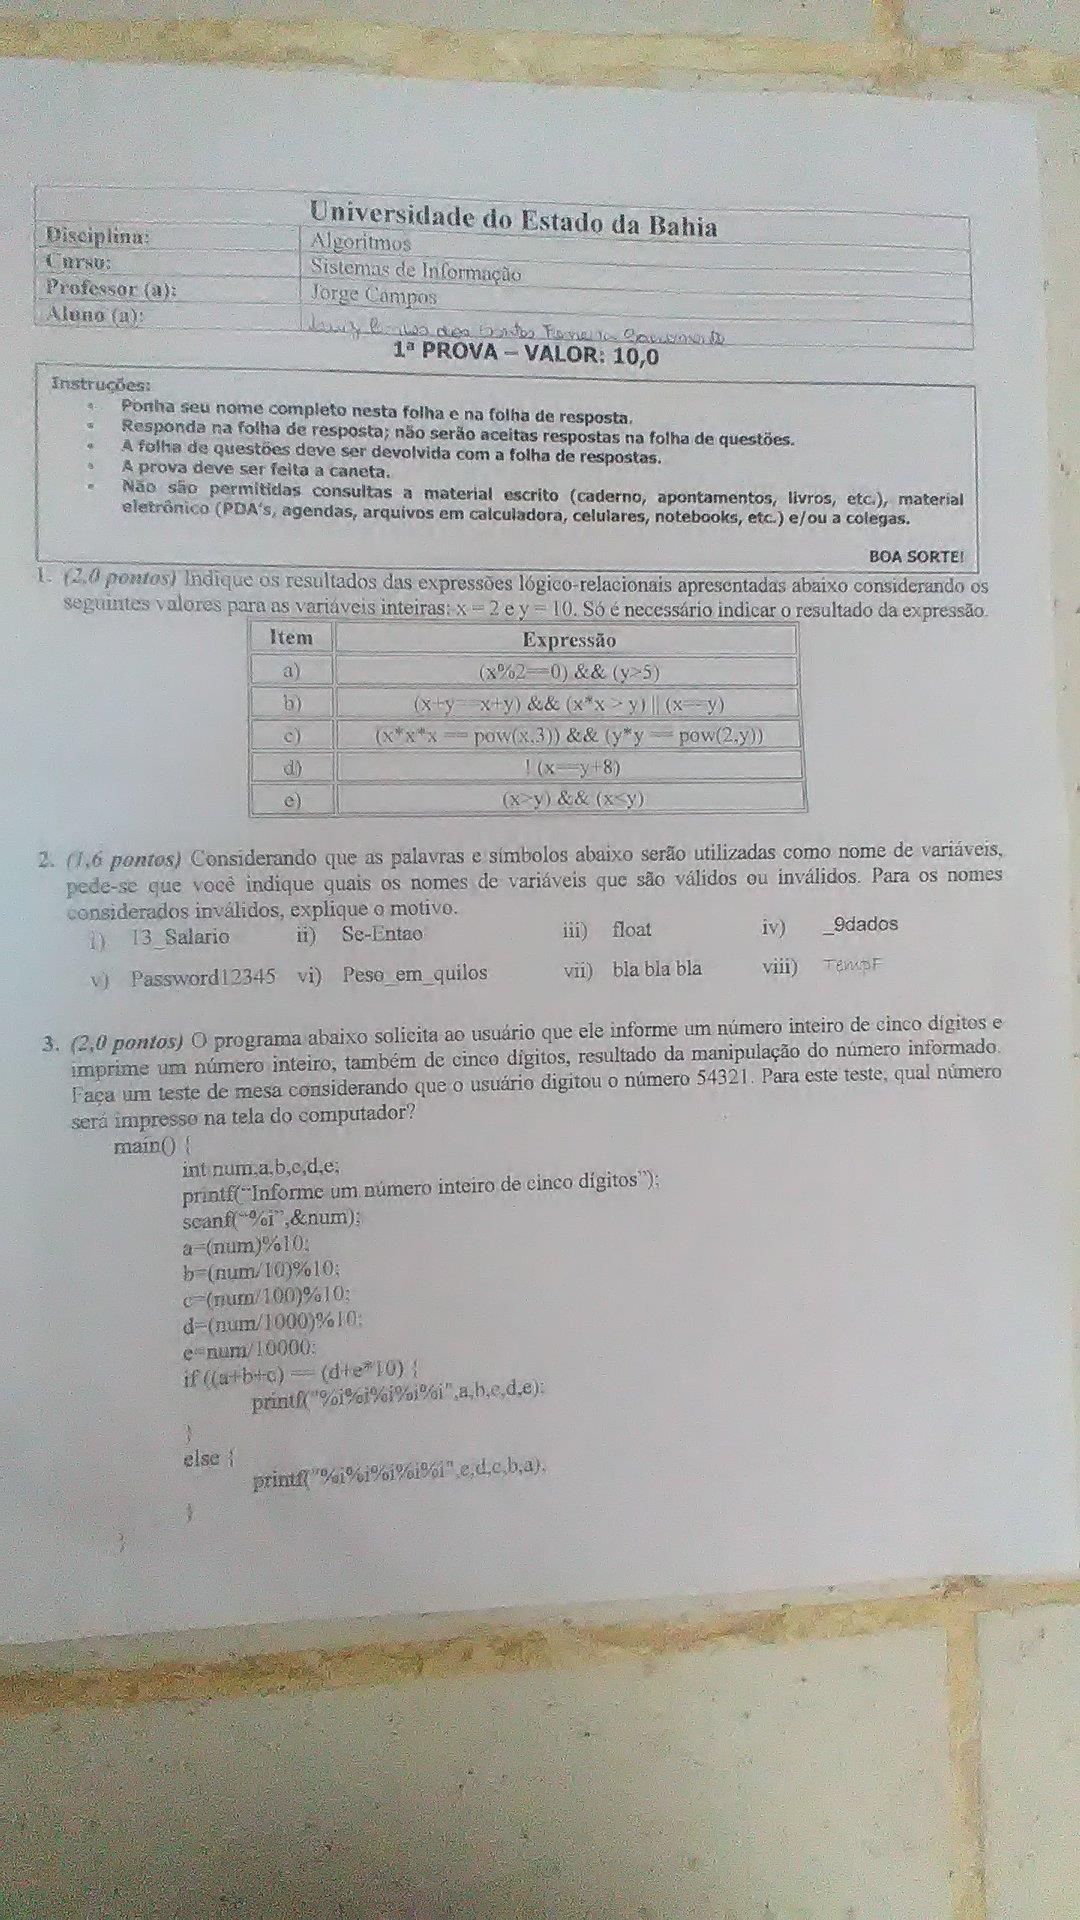 Universidade do Estado da Bahia
Disciplina: Algoritmos
Curso: Sistemas de Informação
Professor (a): Jorge Campos
Aluno (a): dos Santos
1ª PROVA – VALOR: 10,0
Instruções:
• Ponha seu nome completo nesta folha e na folha de resposta.
• Responda na folha de resposta; não serão aceitas respostas na folha de questões.
• A folha de questões deve ser devolvida com a folha de respostas.
• A prova deve ser feita a caneta.
• Não são permitidas consultas a material escrito (caderno, apontamentos, livros, etc.), material
eletrônico (PDA's, agendas, arquivos em calculadora, celulares, notebooks, etc.) e/ou a colegas.
BOA SORTE!
1. (2,0 pontos) Indique os resultados das expressões lógico-relacionais apresentadas abaixo considerando os
seguintes valores para as variáveis inteiras: x = 2 e y = 10. Só é necessário indicar o resultado da expressão.
Item Expressão
a) (x%2==0) && (y>5)
b) (x+y==x+y) && (x*x > y) || (x==y)
c) (x*x*x == pow(x,3)) && (y*y == pow(2,y))
d) ! (x==y+8)
e) (x>y) && (x<y)
2. (1,6 pontos) Considerando que as palavras e símbolos abaixo serão utilizadas como nome de variáveis,
pede-se que você indique quais os nomes de variáveis que são válidos ou inválidos. Para os nomes
considerados inválidos, explique o motivo.
i) 13_Salario ii) Se-Entao iii) float iv) _9dados
v) Password12345 vi) Peso_em_quilos vii) bla bla bla viii) TempF
3. (2,0 pontos) O programa abaixo solicita ao usuário que ele informe um número inteiro de cinco dígitos e
imprime um número inteiro, também de cinco dígitos, resultado da manipulação do número informado.
Faça um teste de mesa considerando que o usuário digitou o número 54321. Para este teste, qual número
será impresso na tela do computador?
main() {
int num,a,b,c,d,e;
printf("Informe um número inteiro de cinco dígitos");
scanf("%i",&num);
a=(num)%10;
b=(num/10)%10;
c=(num/100)%10;
d=(num/1000)%10;
e=num/10000;
if ((a+b+c) == (d+e*10) {
printf("%i%i%i%i%i",a,b,c,d,e);
}
else {
printf("%i%i%i%i%i",e,d,c,b,a);
}
}